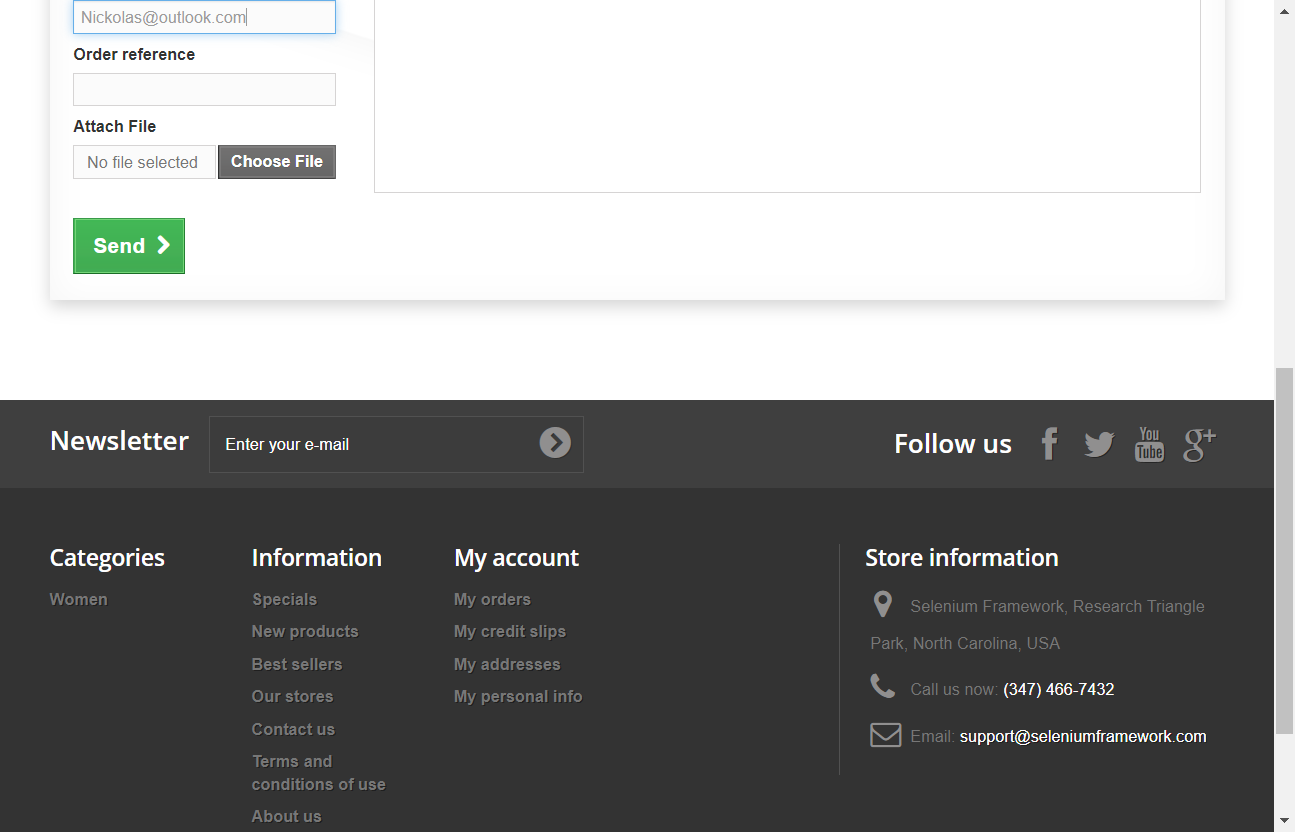 Nickolas@outlook.com
Order reference
Attach File
No file selected Choose File
Send
Newsletter Enter your e-mail Follow us
You
Tube
g+
Categories
Women
Information
Specials
New products
Best sellers
Our stores
Contact us
Terms and
conditions of use
About us
My account
My orders
My credit slips
My addresses
My personal info
Store information
Selenium Framework, Research Triangle
Park, North Carolina, USA
Call us now: (347) 466-7432
Email: support@seleniumframework.com